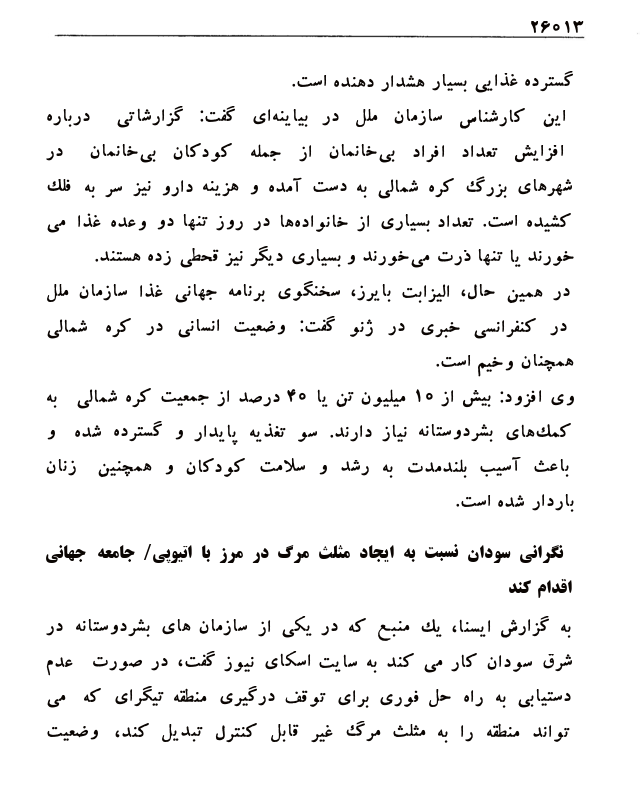 ۲۶۰۱۳
گسترده غذایی بسیار هشدار دهنده است.
این کارشناس سازمان ملل در بیاینه‌ای گفت: گزارشاتی درباره
افزایش تعداد افراد بی‌خانمان از جمله کودکان بی‌خانمان در
شهرهای بزرگ کره شمالی به دست آمده و هزینه دارو نیز سر به فلك
کشیده است. تعداد بسیاری از خانواده‌ها در روز تنها دو وعده غذا می
خورند یا تنها ذرت می‌خورند و بسیاری دیگر نیز قحطی زده هستند.
در همین حال، الیزابت بایرز، سخنگوی برنامه جهانی غذا سازمان ملل
در کنفرانسی خبری در ژنو گفت: وضعیت انسانی در کره شمالی
همچنان وخیم است.
وی افزود: بیش از ۱۰ میلیون تن یا ۴۰ درصد از جمعیت کره شمالی به
کمك‌های بشردوستانه نیاز دارند. سو تغذیه پایدار و گسترده شده و
باعث آسیب بلندمدت به رشد و سلامت کودکان و همچنین زنان
باردار شده است.
نگرانی سودان نسبت به ایجاد مثلث مرگ در مرز با اتیوپی/ جامعه جهانی
اقدام کند
به گزارش ایسنا، یك منبع که در یکی از سازمان های بشردوستانه در
شرق سودان کار می کند به سایت اسکای نیوز گفت، در صورت عدم
دستیابی به راه حل فوری برای توقف درگیری منطقه تیگرای که می
تواند منطقه را به مثلث مرگ غیر قابل کنترل تبدیل کند، وضعیت